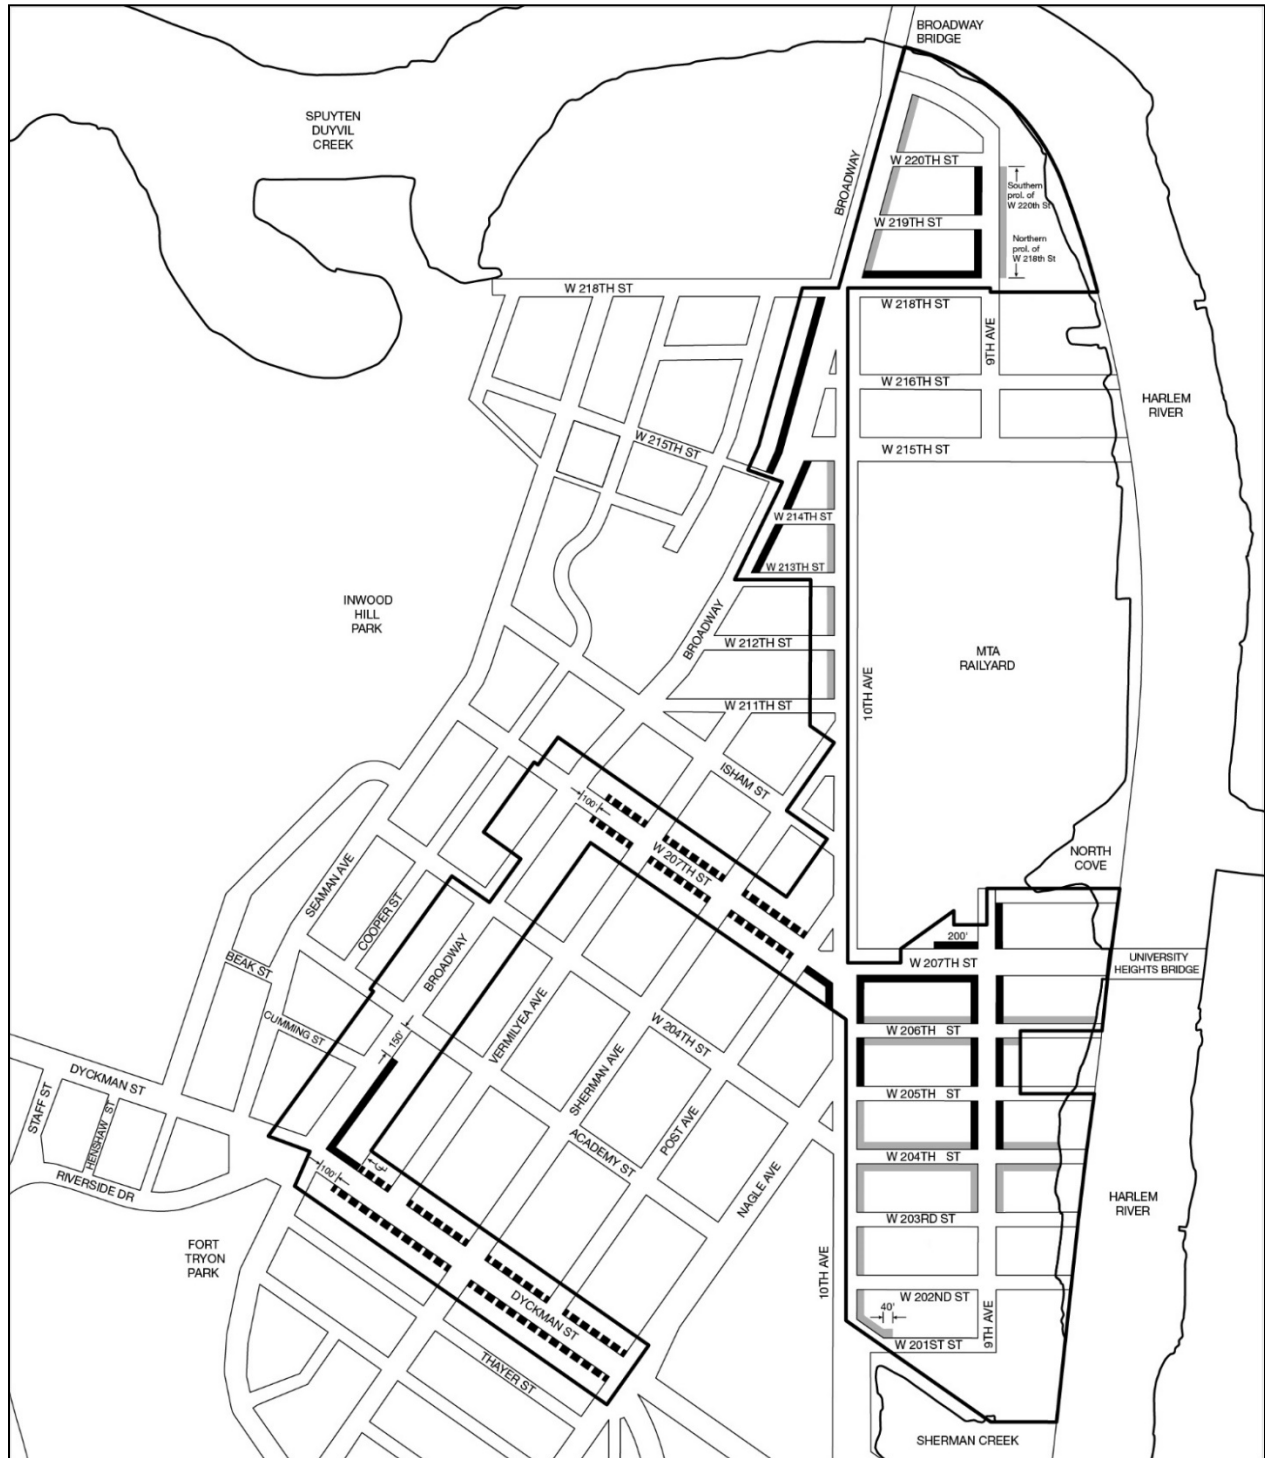 BROADWAY
BRIDGE
SPUYTEN
DUYVIL
CREEK
W 220TH ST
BROADWAY
Southern
prol. of
W 220th St
W 219TH ST
Northern
prol. of
W 218th St
W 218TH ST
W 218TH ST
9TH AVE
W 216TH ST
HARLEM
RIVER
W 215TH ST
W 215TH ST
W 214TH ST
W 213TH ST
INWOOD
HILL
PARK
BROADWAY
W 212TH ST
MTA
RAILYARD
10TH AVE
W 211TH ST
ISHAM ST
100'
W 207TH ST
NORTH
COVE
SEAMAN AVE
COOPER ST
200'
W 207TH ST
UNIVERSITY
HEIGHTS BRIDGE
BEAK ST
BROADWAY
VERMILYEA AVE
W 204TH ST
W 206TH ST
CUMMING ST
150'
DYCKMAN ST
SHERMAN AVE
STAFF ST
HENSHAW ST
W 205TH ST
POST AVE
ACADEMY ST
W 204TH ST
100'
RIVERSIDE DR
NAGLE AVE
HARLEM
RIVER
W 203RD ST
FORT
TRYON
PARK
10TH AVE
W 202ND ST
40'
9TH AVE
DYCKMAN ST
W 201ST ST
THAYER ST
SHERMAN CREEK